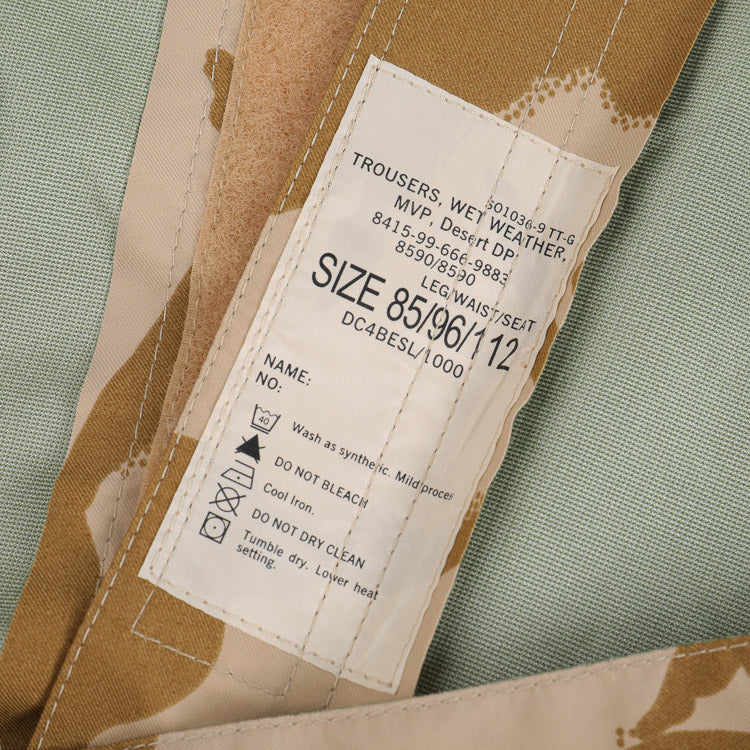 SO1036-9 TT-G
TROUSERS, WET WEATHER,
MVP, Desert DP
8415-99-666-9883
8590/8590
LEG/WAIST/SEAT
SIZE 85/96/112
DC4BESL/1000
NAME:
NO:
40
Wash as synthetic. Mild process
DO NOT BLEACH
Cool Iron.
DO NOT DRY CLEAN
Tumble dry. Lower heat
setting.